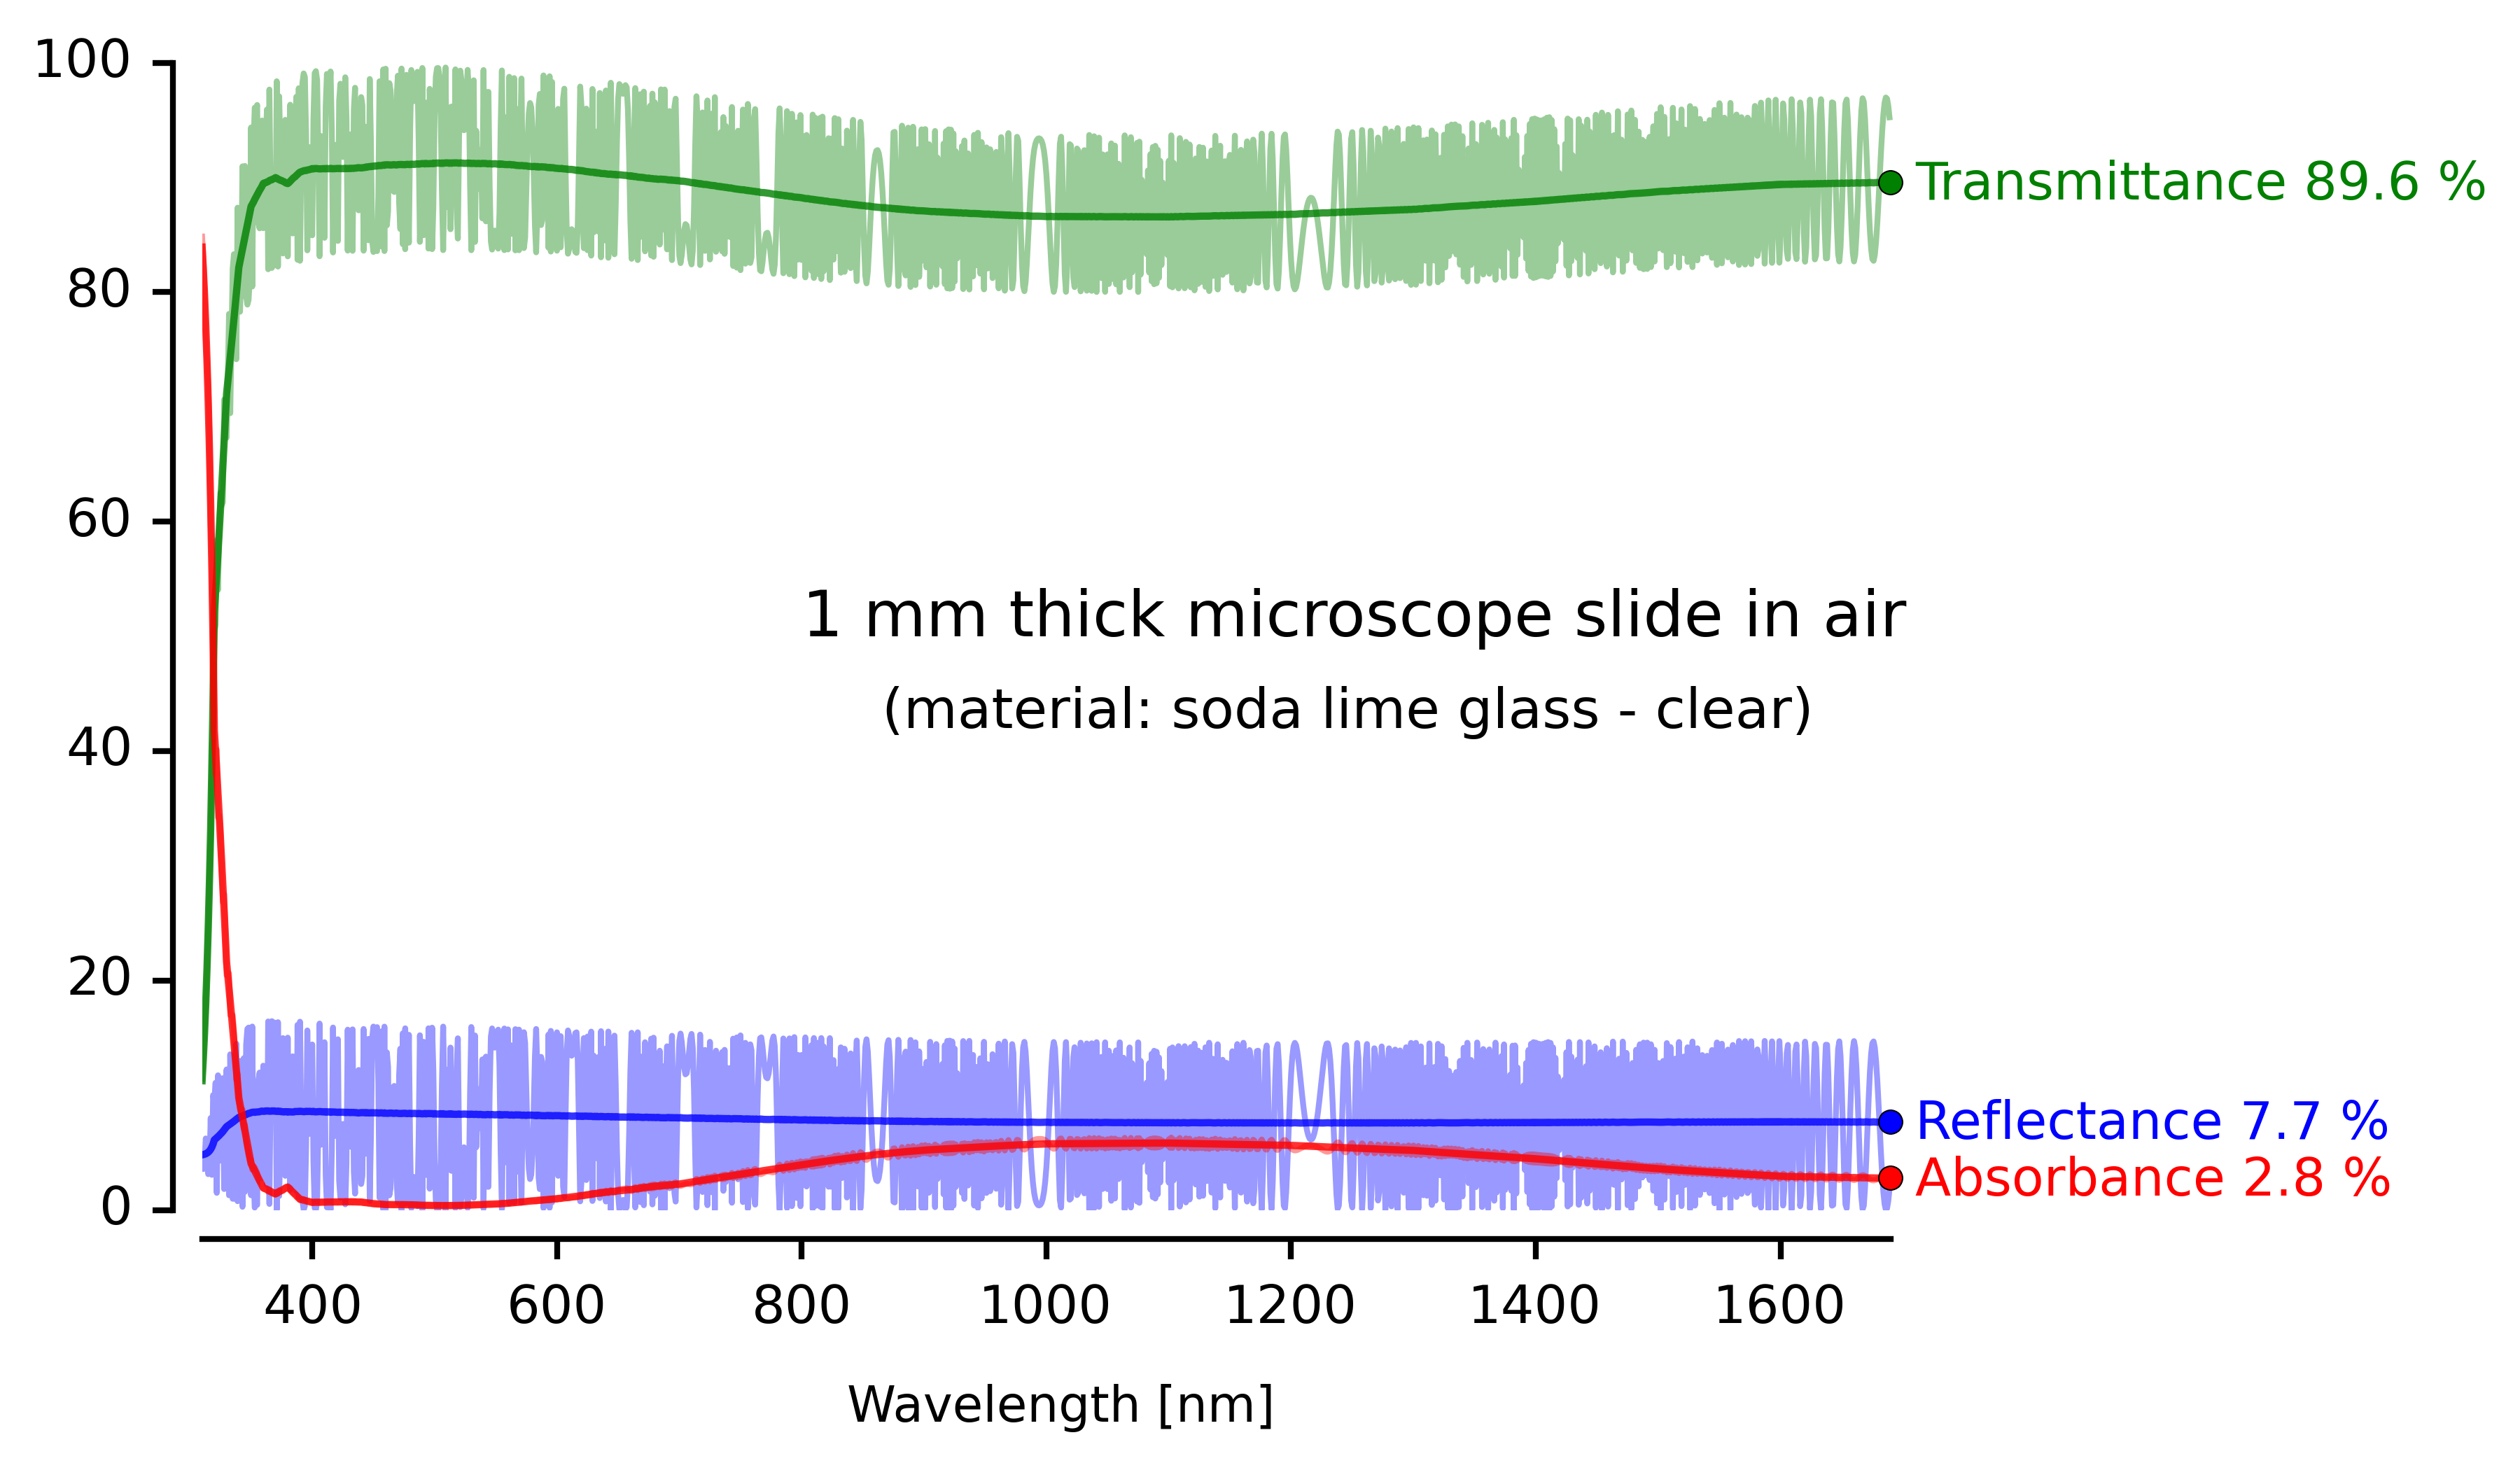 100
80
60
40
20
0
Transmittance 89.6 %
1 mm thick microscope slide in air
(material: soda lime glass - clear)
Reflectance 7.7 %
Absorbance 2.8 %
400 600 800 1000 1200 1400 1600
Wavelength [nm]